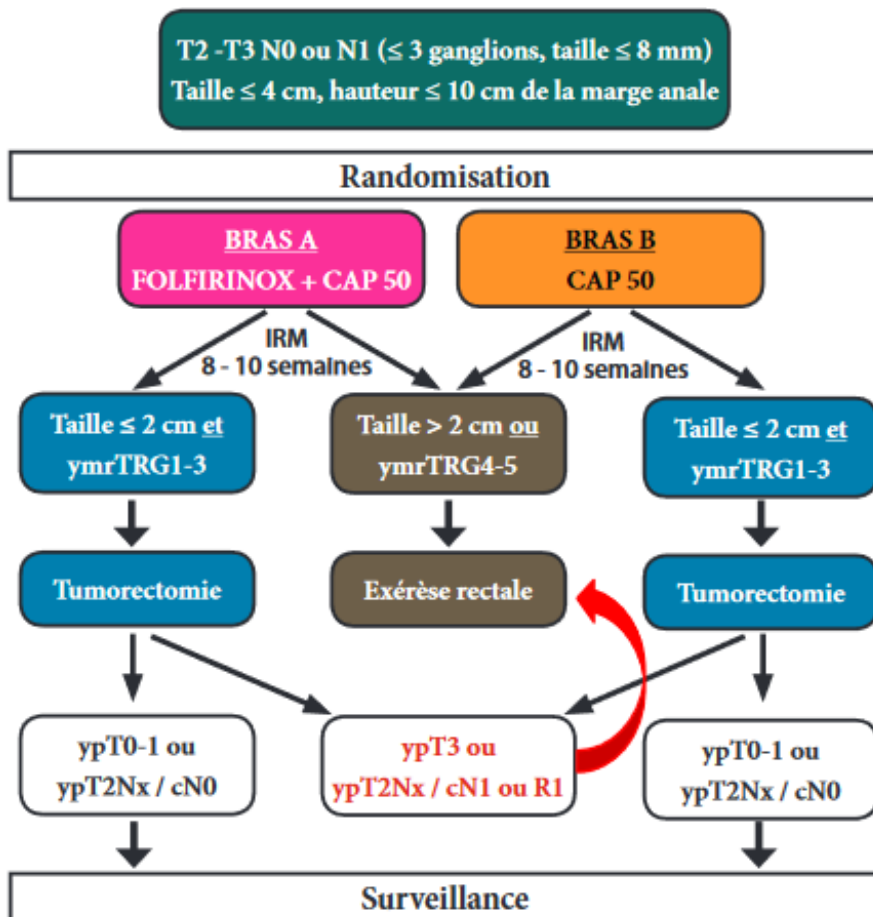 T2 -T3 N0 ou N1 (≤ 3 ganglions, taille ≤ 8 mm)
Taille ≤ 4 cm, hauteur ≤ 10 cm de la marge anale
Randomisation
BRAS A
FOLFIRINOX + CAP 50
BRAS B
CAP 50
IRM
8 - 10 semaines
IRM
8 - 10 semaines
Taille ≤ 2 cm et
ymrTRG1-3
Taille > 2 cm ou
ymrTRG4-5
Taille ≤ 2 cm et
ymrTRG1-3
Tumorectomie
Exérèse rectale
Tumorectomie
ypT0-1 ou
ypT2Nx / cN0
ypT3 ou
ypT2Nx / cN1 ou R1
ypT0-1 ou
ypT2Nx / cN0
Surveillance